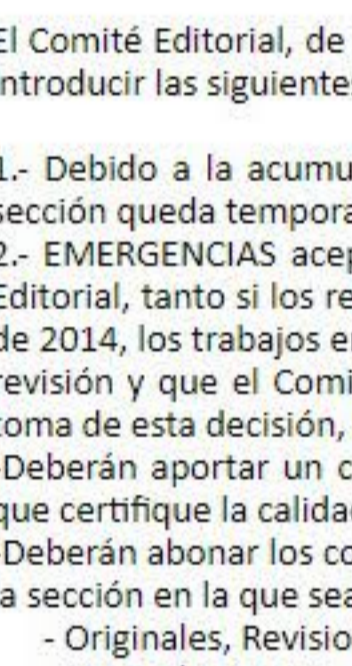 El Comité Editorial, de
introducir las siguientes
1.- Debido a la acumu
sección queda tempora
2.- EMERGENCIAS acep
Editorial, tanto si los re
de 2014, los trabajos en
revisión y que el Comi
toma de esta decisión,
-Deberán aportar un c
que certifique la calida
-Deberán abonar los co
la sección en la que sea
- Originales, Revisio